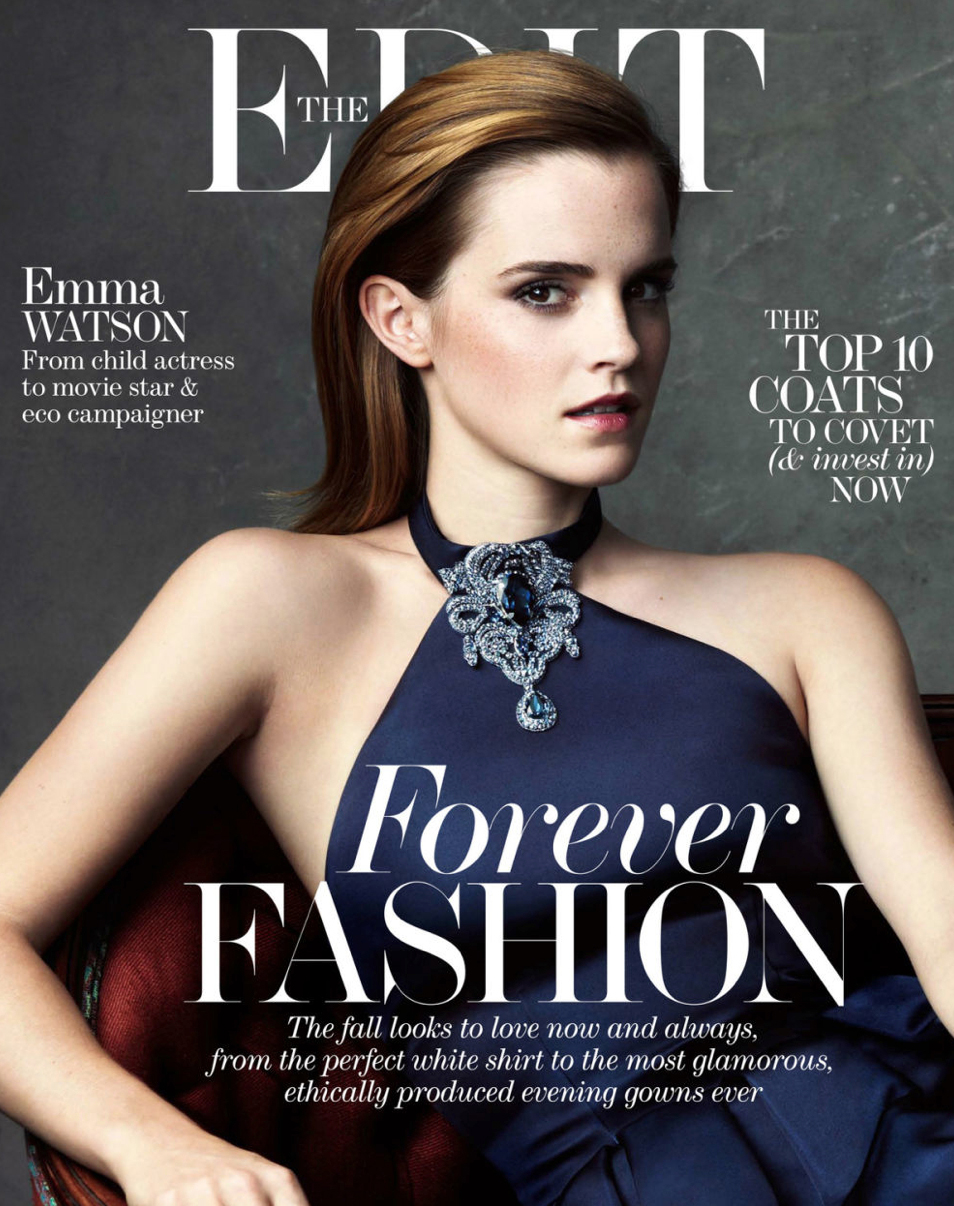 THE EDIT
Emma
WATSON
From child actress
to movie star &
eco campaigner
THE
TOP 10
COATS
TO COVET
(& invest in)
NOW
Forever
FASHION
The fall looks to love now and always,
from the perfect white shirt to the most glamorous,
ethically produced evening gowns ever